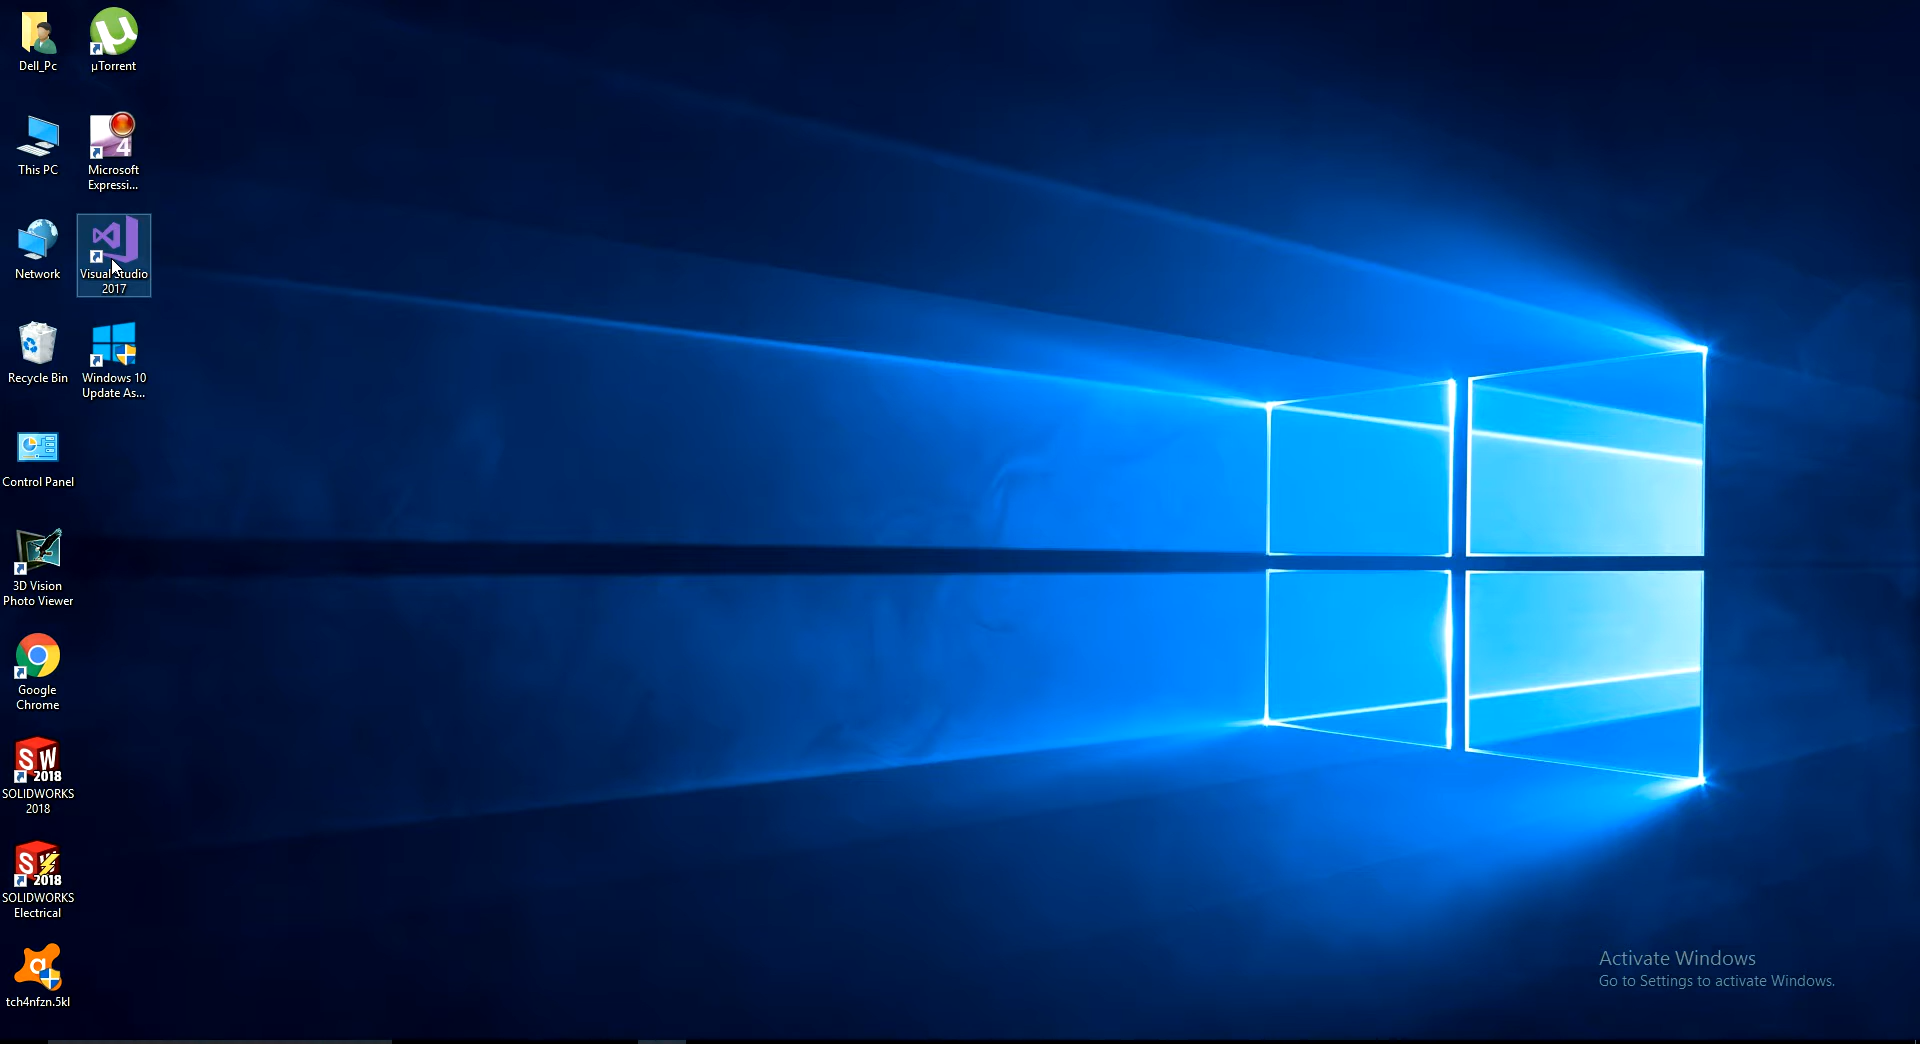 Dell_Pc
µTorrent
This PC
4
Microsoft
Expressi...
Network
Visual Studio
2017
Recycle Bin
Windows 10
Update As...
Control Panel
3D Vision
Photo Viewer
Google
Chrome
SW
2018
SOLIDWORKS
2018
SW
2018
SOLIDWORKS
Electrical
tch4nfzn.5kl
Activate Windows
Go to Settings to activate Windows.